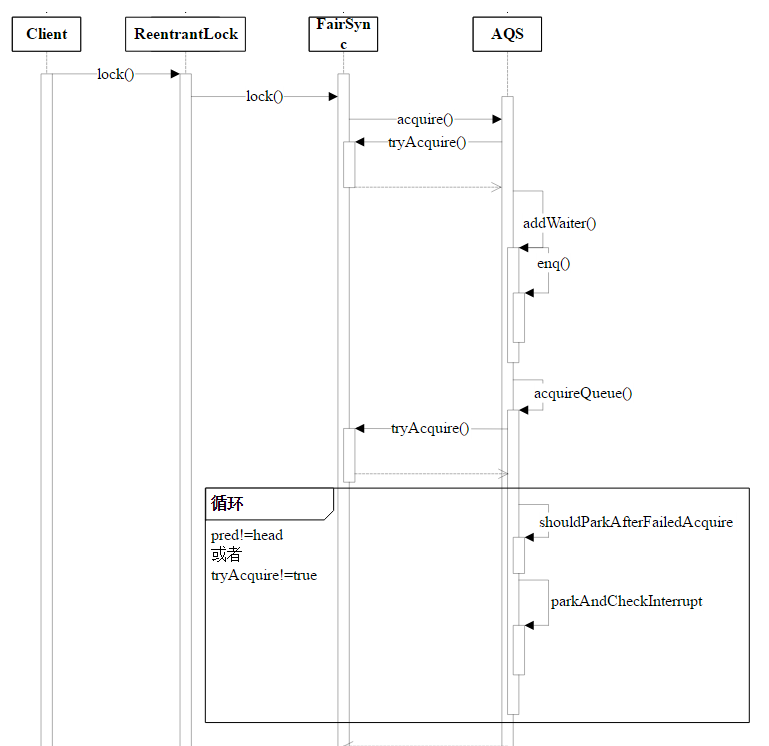 Client
ReentrantLock
FairSyn
c
AQS
lock()
lock()
acquire()
tryAcquire()
addWaiter()
enq()
acquireQueue()
tryAcquire()
循环
pred!=head
或者
tryAcquire!=true
shouldParkAfterFailedAcquire
parkAndCheckInterrupt